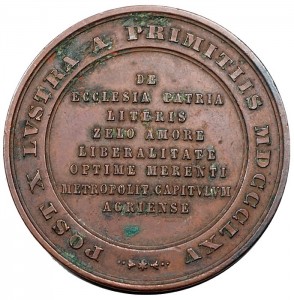 POST X LVSTRA A PRIMITIIS MDCCCLXV
DE
ECCLESIA PATRIA
LITERIS
ZELO AMORE
LIBERALITATE
OPTIME MERENTI
METROPOLIT CAPITVLVM
AGRIENSE